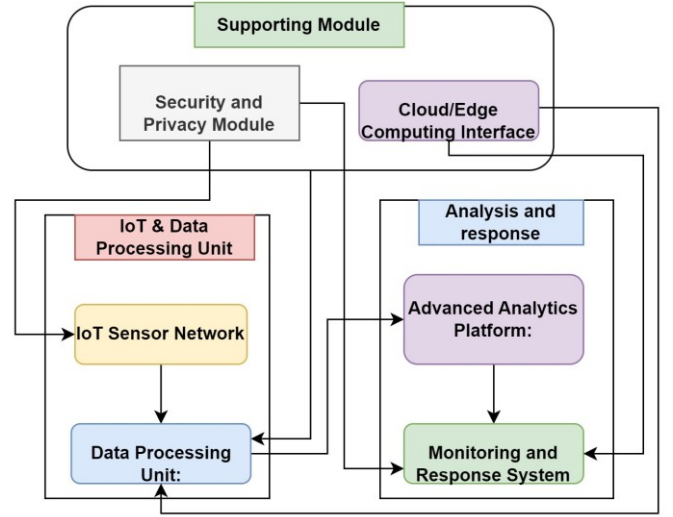 Supporting Module
Security and
Privacy Module
Cloud/Edge
Computing Interface
IoT & Data
Processing Unit
Analysis and
response
IoT Sensor Network
Advanced Analytics
Platform:
Data Processing
Unit:
Monitoring and
Response System